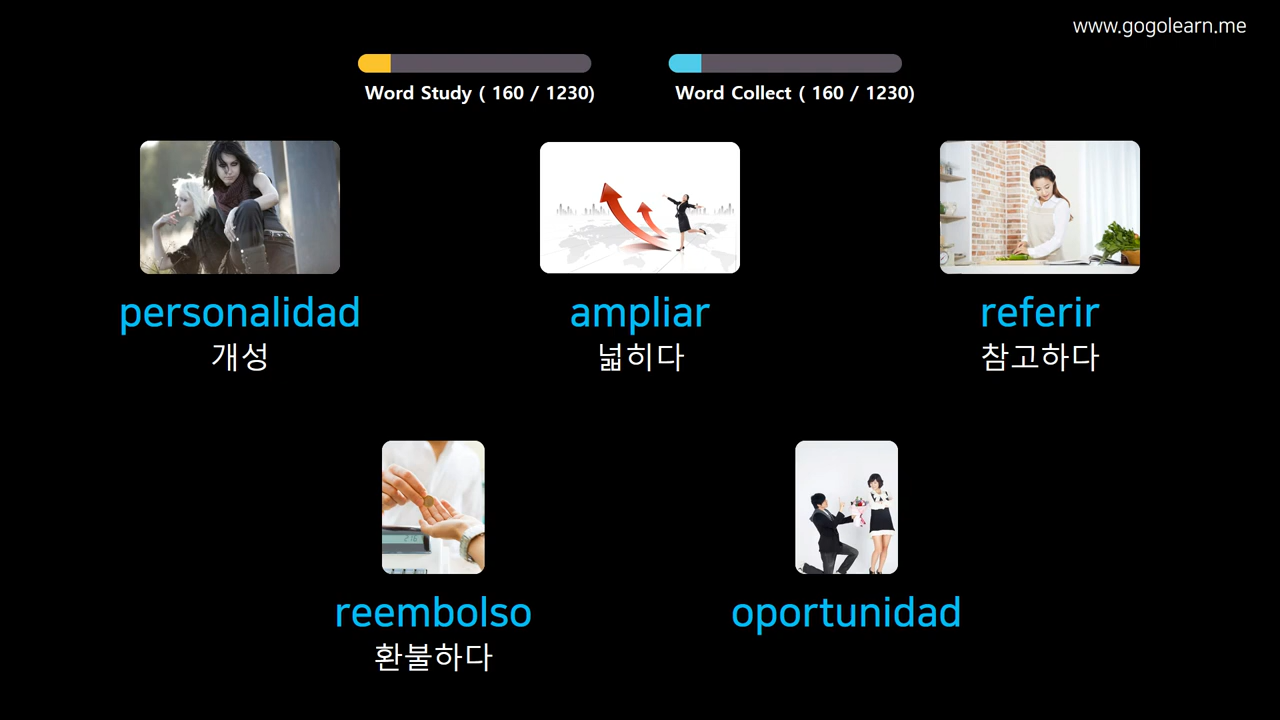 www.gogolearn.me
Word Study ( 160 / 1230)
Word Collect ( 160 / 1230)
personalidad
개성
ampliar
넓히다
referir
참고하다
216
reembolso
환불하다
oportunidad